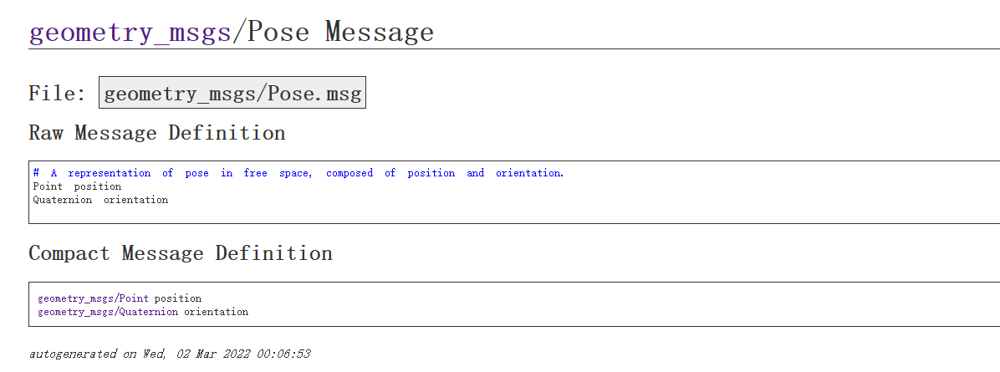 geometry_msgs/Pose Message
File: geometry_msgs/Pose.msg
Raw Message Definition
# A representation of pose in free space, composed of position and orientation.
Point position
Quaternion orientation
Compact Message Definition
geometry_msgs/Point position
geometry_msgs/Quaternion orientation
autogenerated on Wed, 02 Mar 2022 00:06:53